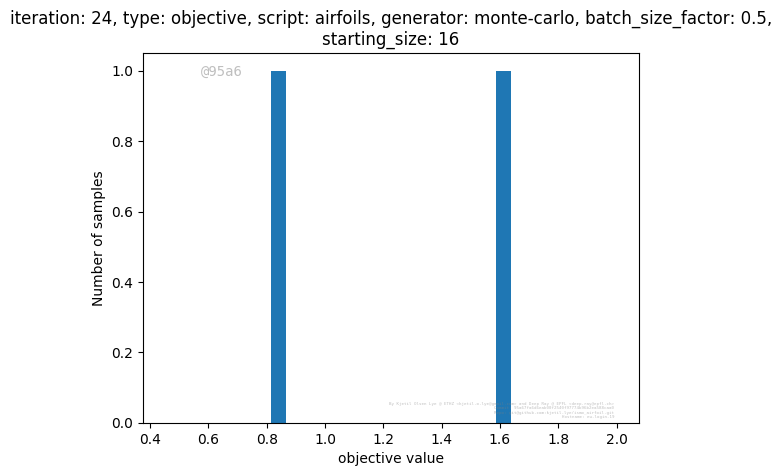 iteration: 24, type: objective, script: airfoils, generator: monte-carlo, batch_size_factor: 0.5,
starting_size: 16
@95a6
1.0
0.8
0.6
0.4
0.2
0.0
Number of samples
0.4 0.6 0.8 1.0 1.2 1.4 1.6 1.8 2.0
objective value